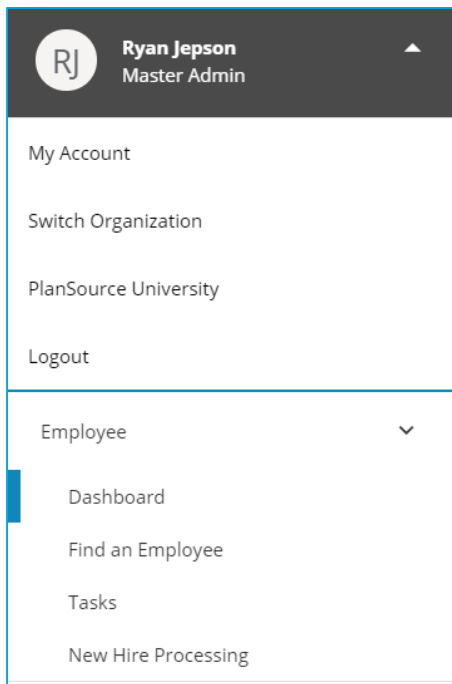 RJ
Ryan Jepson
Master Admin
My Account
Switch Organization
PlanSource University
Logout
Employee
Dashboard
Find an Employee
Tasks
New Hire Processing